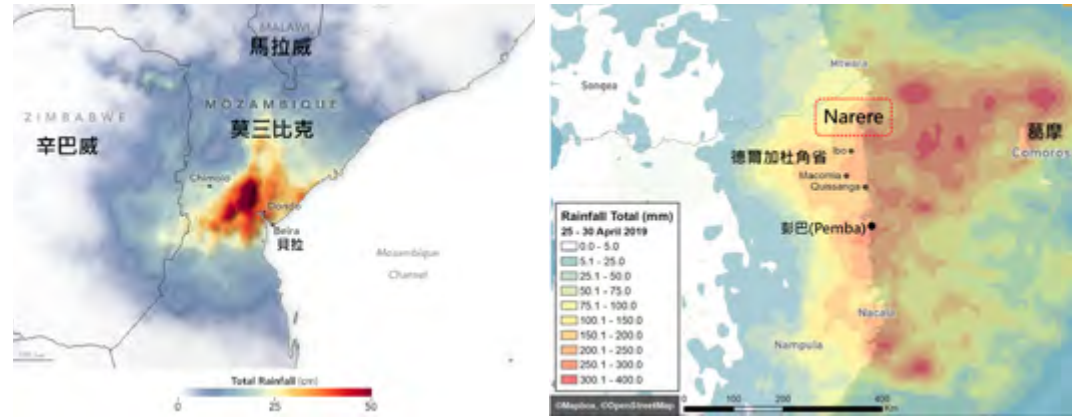 MALAWI
馬拉威
MOZAMBIQUE
莫三比克
ZIMBABWE
辛巴威
Chimoio
Dondo
Beira
貝拉
Mozambique
Channel
Total Rainfall (cm)
0 25 50
Mtwara
Songea
Narere
葛摩
Comoros
德爾加杜角省
Ibo
Macomia
Quissanga
彭巴(Pemba)
Nacala
Nampula
Rainfall Total (mm)
25 - 30 April 2019
0.0 - 5.0
5.1 - 25.0
25.1 - 50.0
50.1 - 75.0
75.1 - 100.0
100.1 - 150.0
150.1 - 200.0
200.1 - 250.0
250.1 - 300.0
300.1 - 400.0
©Mapbox, ©OpenStreetMap
0 100 200 400
Km